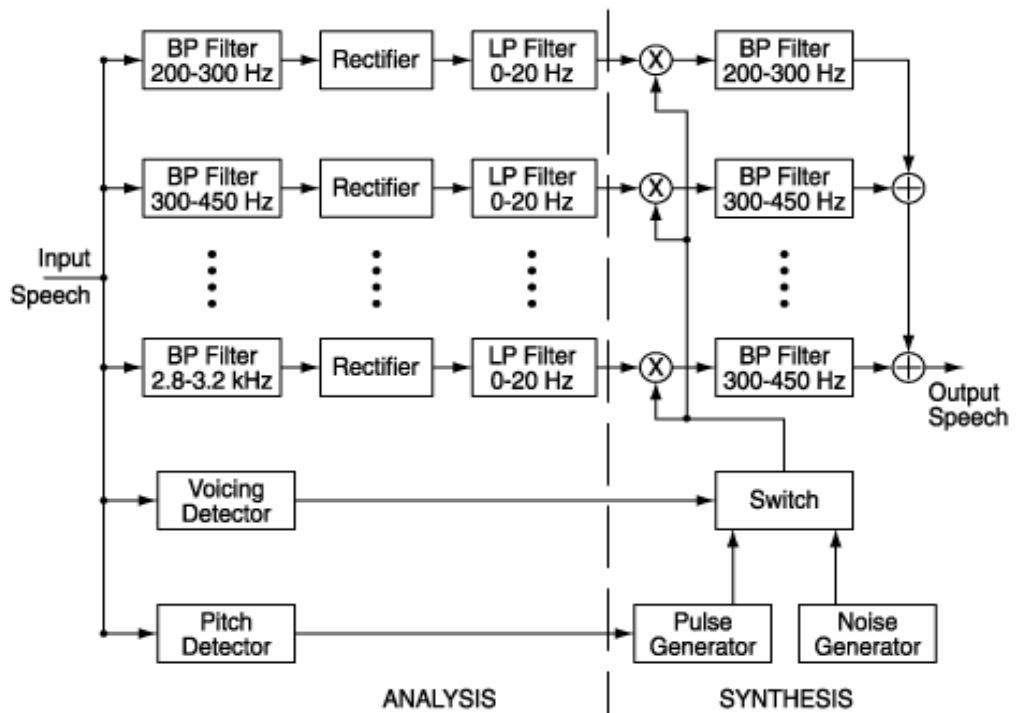 BP Filter
200-300 Hz
Rectifier
LP Filter
0-20 Hz
X
BP Filter
200-300 Hz
BP Filter
300-450 Hz
Rectifier
LP Filter
0-20 Hz
X
BP Filter
300-450 Hz
+
Input
Speech
BP Filter
2.8-3.2 kHz
Rectifier
LP Filter
0-20 Hz
X
BP Filter
300-450 Hz
+
Output
Speech
Voicing
Detector
Switch
Pitch
Detector
Pulse
Generator
Noise
Generator
ANALYSIS
SYNTHESIS